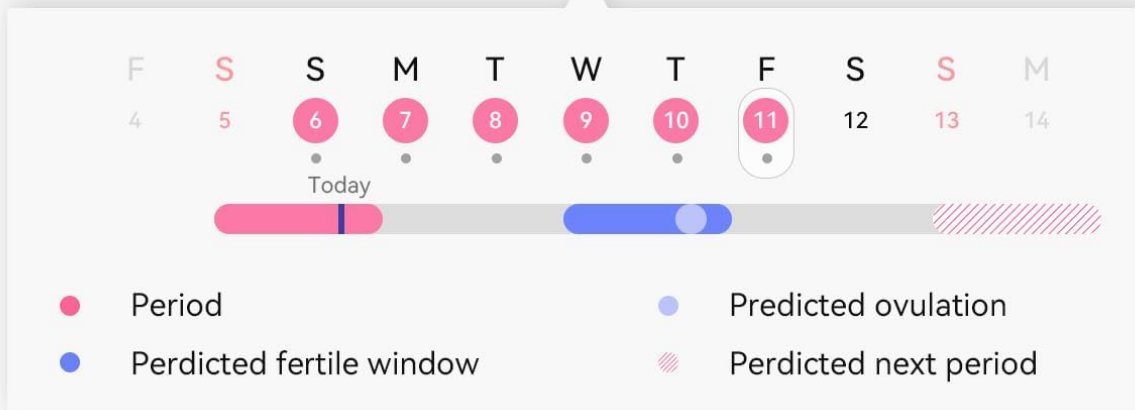 F S S M T W T F S S M
4 5 6 7 8 9 10 11 12 13 14
Today
Period Predicted ovulation
Perdicted fertile window Perdicted next period